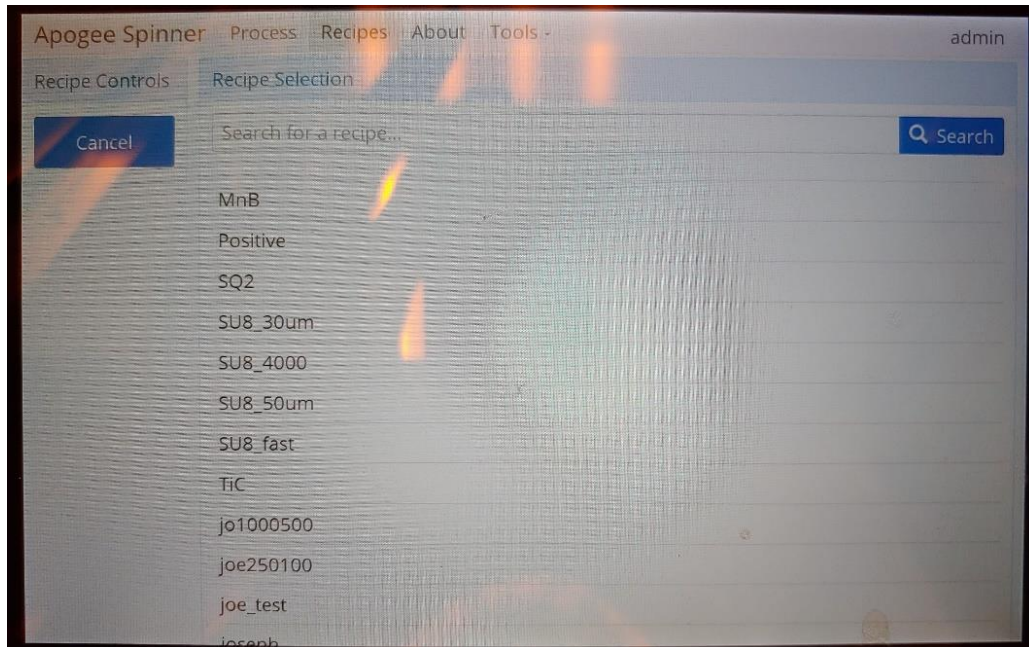 Apogee Spinner Process Recipes About Tools admin
Recipe Controls Recipe Selection
Cancel Search for a recipe... Search
MnB
Positive
SQ2
SU8_30um
SU8_4000
SU8_50um
SU8_fast
TiC
jo1000500
joe250100
joe_test
joseph